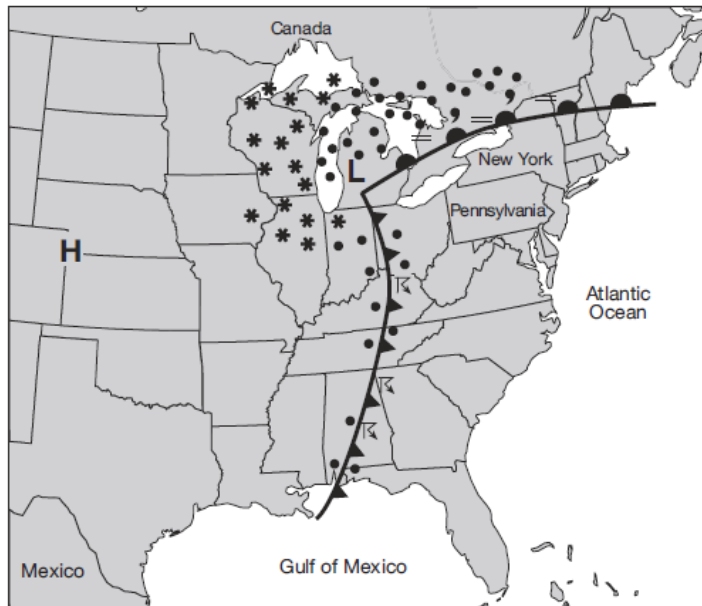 Canada
L
New York
Pennsylvania
H
Atlantic
Ocean
Gulf of Mexico
Mexico